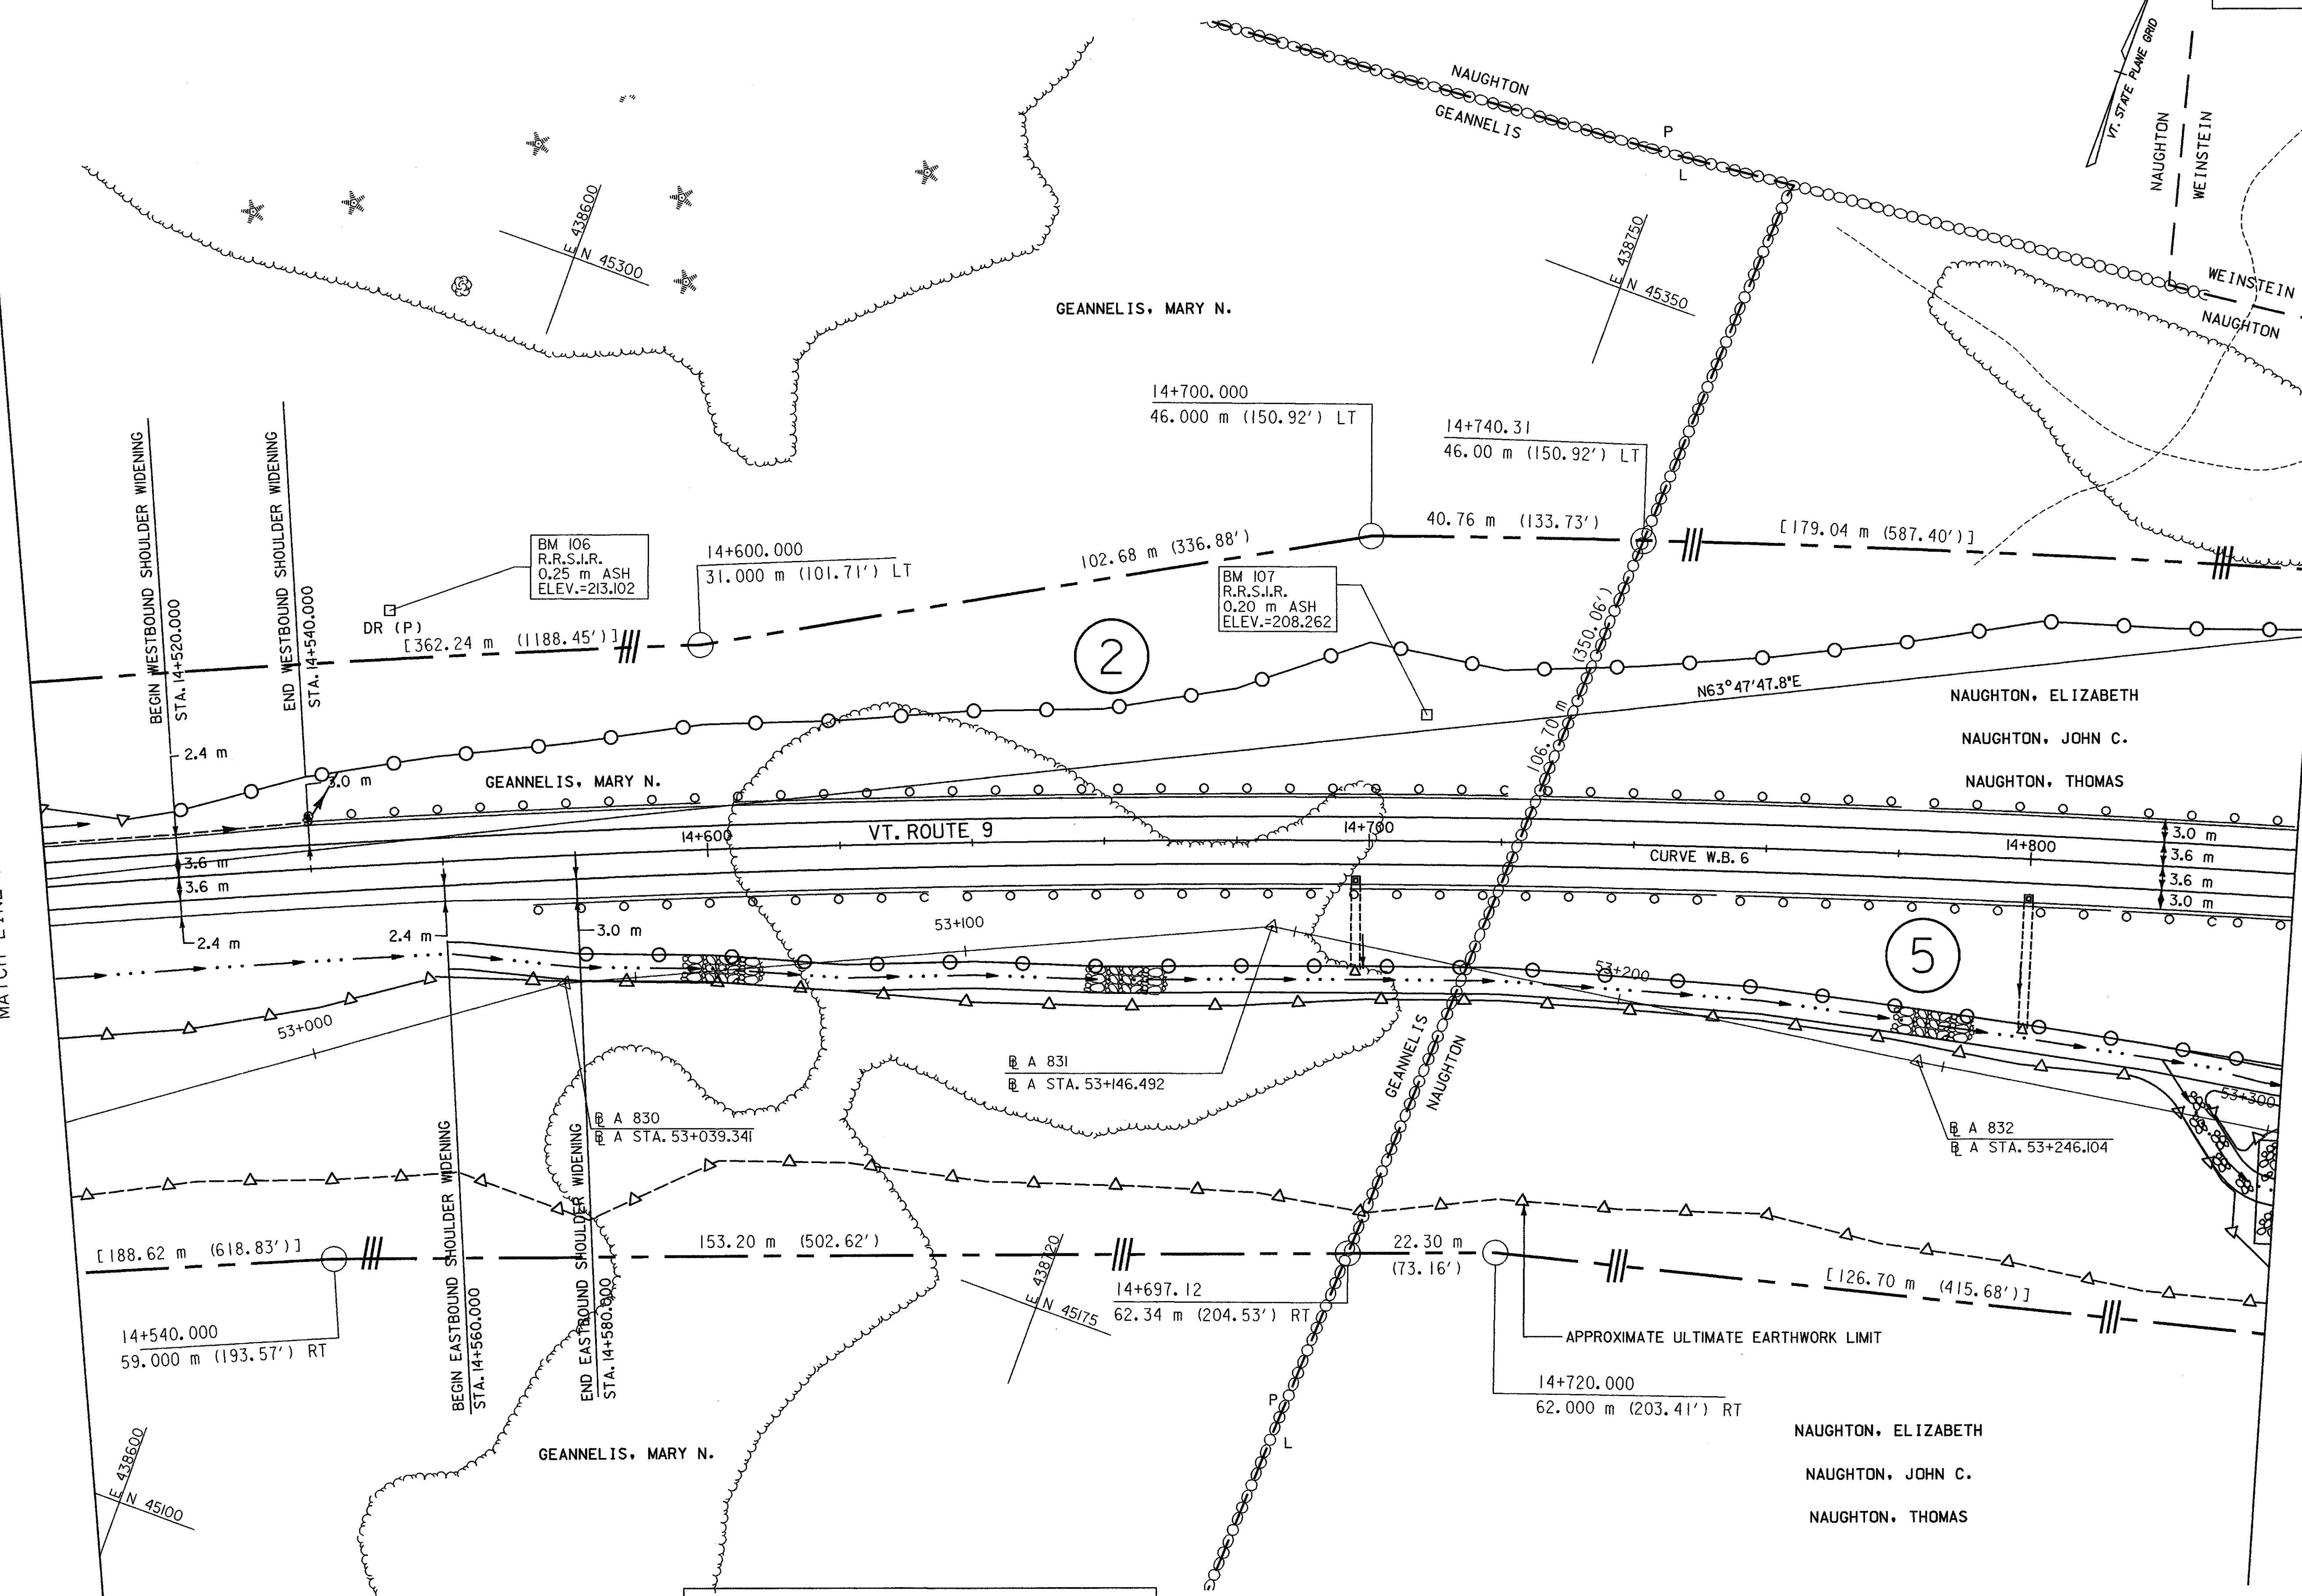 VT. STATE PLANE GRID
NAUGHTON
WEINSTEIN
NAUGHTON
GEANNELIS
P
L
WEINSTEIN
NAUGHTON
E 438600
N 45300
E 438750
N 45350
GEANNELIS, MARY N.
14+700.000
46.000 m (150.92') LT
14+740.31
46.00 m (150.92') LT
BEGIN WESTBOUND SHOULDER WIDENING
STA. 14+520.000
END WESTBOUND SHOULDER WIDENING
STA. 14+540.000
BM 106
R.R.S.I.R.
0.25 m ASH
ELEV.=213.102
DR (P)
[362.24 m (1188.45')]
14+600.000
31.000 m (101.71') LT
102.68 m (336.88')
40.76 m (133.73')
[179.04 m (587.40')]
BM 107
R.R.S.I.R.
0.20 m ASH
ELEV.=208.262
2
106.70 m (350.06')
N63°47'47.8"E
NAUGHTON, ELIZABETH
NAUGHTON, JOHN C.
NAUGHTON, THOMAS
2.4 m
3.0 m
GEANNELIS, MARY N.
14+600
VT. ROUTE 9
14+700
CURVE W.B. 6
14+800
3.0 m
3.6 m
3.6 m
3.0 m
3.6 m
3.6 m
2.4 m
2.4 m
3.0 m
53+000
53+100
53+200
53+300
5
MATCH LINE
BL A 830
BL A STA. 53+039.341
BL A 831
BL A STA. 53+146.492
BL A 832
BL A STA. 53+246.104
GEANNELIS
NAUGHTON
BEGIN EASTBOUND SHOULDER WIDENING
STA. 14+560.000
END EASTBOUND SHOULDER WIDENING
STA. 14+580.000
[188.62 m (618.83')]
153.20 m (502.62')
22.30 m
(73.16')
[126.70 m (415.68')]
14+540.000
59.000 m (193.57') RT
E 438720
N 45175
14+697.12
62.34 m (204.53') RT
APPROXIMATE ULTIMATE EARTHWORK LIMIT
14+720.000
62.000 m (203.41') RT
P
L
E 438600
N 45100
GEANNELIS, MARY N.
NAUGHTON, ELIZABETH
NAUGHTON, JOHN C.
NAUGHTON, THOMAS